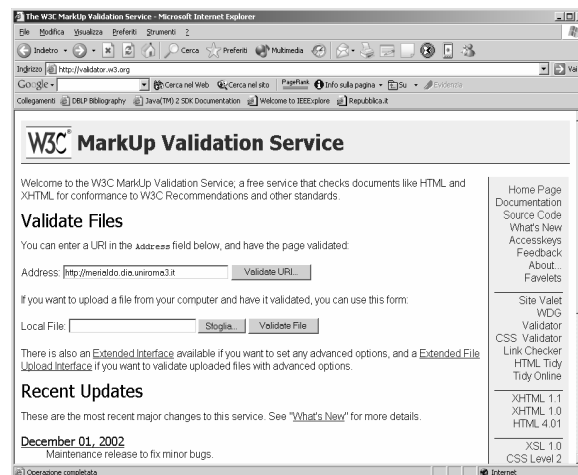 The W3C MarkUp Validation Service - Microsoft Internet Explorer
File Modifica Visualizza Preferiti Strumenti ?
Indietro Cerca Preferiti Multimedia
Indirizzo http://validator.w3.org Vai
Google Cerca nel Web Cerca nel sito PageRank Info sulla pagina Su Evidenzia
Collegamenti DBLP Bibliography Java(TM) 2 SDK Documentation Welcome to IEEExplore Repubblica.it
W3C® MarkUp Validation Service
Welcome to the W3C MarkUp Validation Service; a free service that checks documents like HTML and
XHTML for conformance to W3C Recommendations and other standards.
Validate Files
You can enter a URI in the Address field below, and have the page validated:
Address: http://merialdo.dia.uniroma3.it Validate URI...
If you want to upload a file from your computer and have it validated, you can use this form:
Local File: Sfoglia... Validate File
There is also an Extended Interface available if you want to set any advanced options, and a Extended File
Upload Interface if you want to validate uploaded files with advanced options.
Recent Updates
These are the most recent major changes to this service. See "What's New" for more details.
December 01, 2002
Maintenance release to fix minor bugs.
Home Page
Documentation
Source Code
What's New
Accesskeys
Feedback
About...
Favelets
Site Valet
WDG
Validator
CSS Validator
Link Checker
HTML Tidy
Tidy Online
XHTML 1.1
XHTML 1.0
HTML 4.01
XSL 1.0
CSS Level 2
Operazione completata Internet